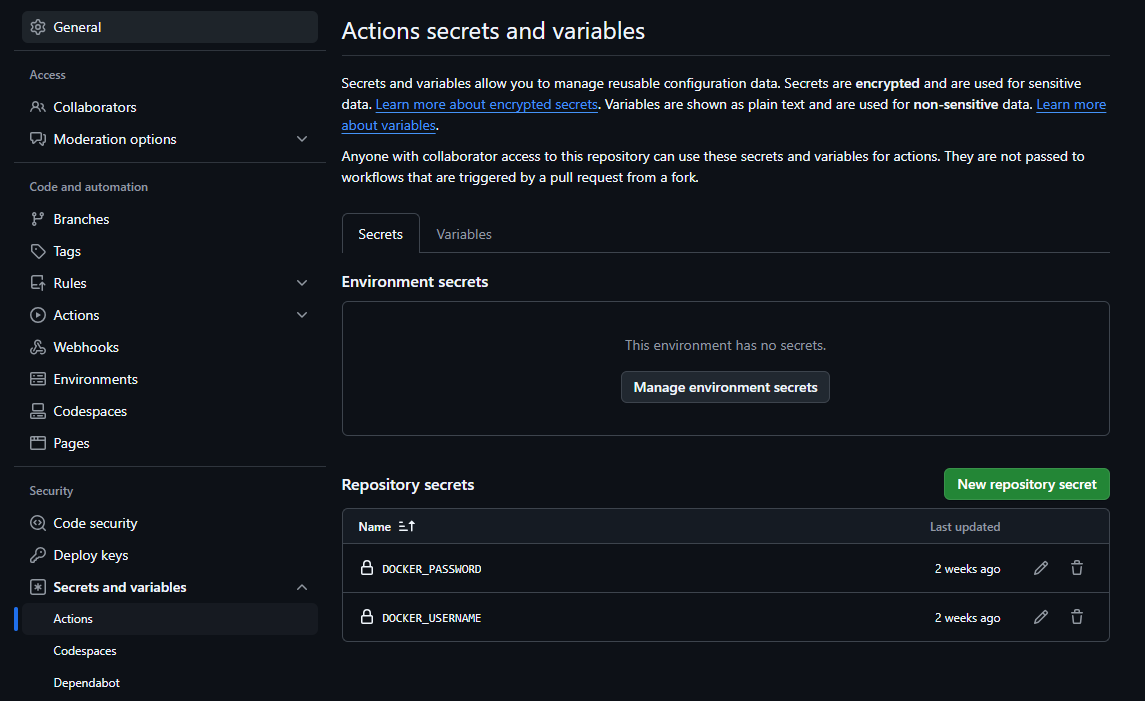 General
Access
Collaborators
Moderation options
Code and automation
Branches
Tags
Rules
Actions
Webhooks
Environments
Codespaces
Pages
Security
Code security
Deploy keys
Secrets and variables
Actions
Codespaces
Dependabot
Actions secrets and variables
Secrets and variables allow you to manage reusable configuration data. Secrets are encrypted and are used for sensitive
data. Learn more about encrypted secrets. Variables are shown as plain text and are used for non-sensitive data. Learn more
about variables.
Anyone with collaborator access to this repository can use these secrets and variables for actions. They are not passed to
workflows that are triggered by a pull request from a fork.
Secrets Variables
Environment secrets
This environment has no secrets.
Manage environment secrets
Repository secrets New repository secret
Name Last updated
DOCKER_PASSWORD 2 weeks ago
DOCKER_USERNAME 2 weeks ago